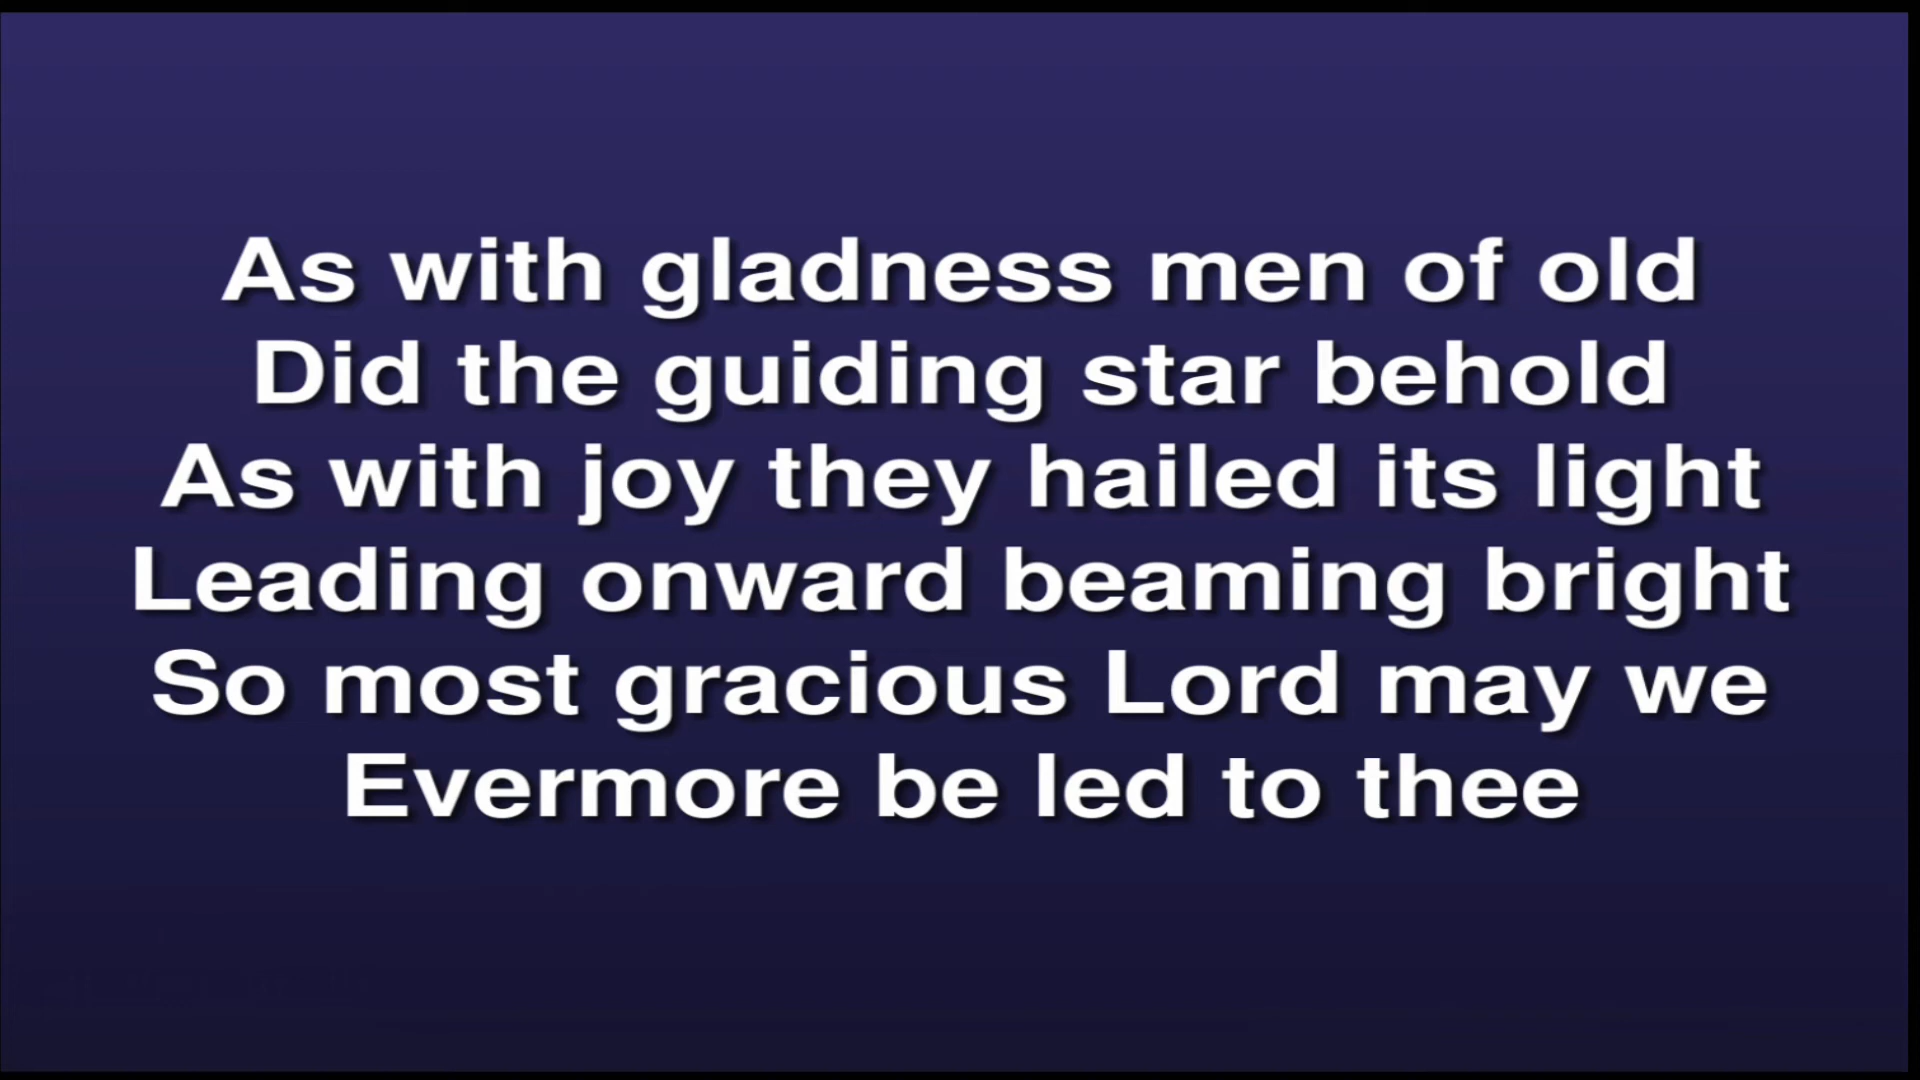 As with gladness men of old
Did the guiding star behold
As with joy they hailed its light
Leading onward beaming bright
So most gracious Lord may we
Evermore be led to thee